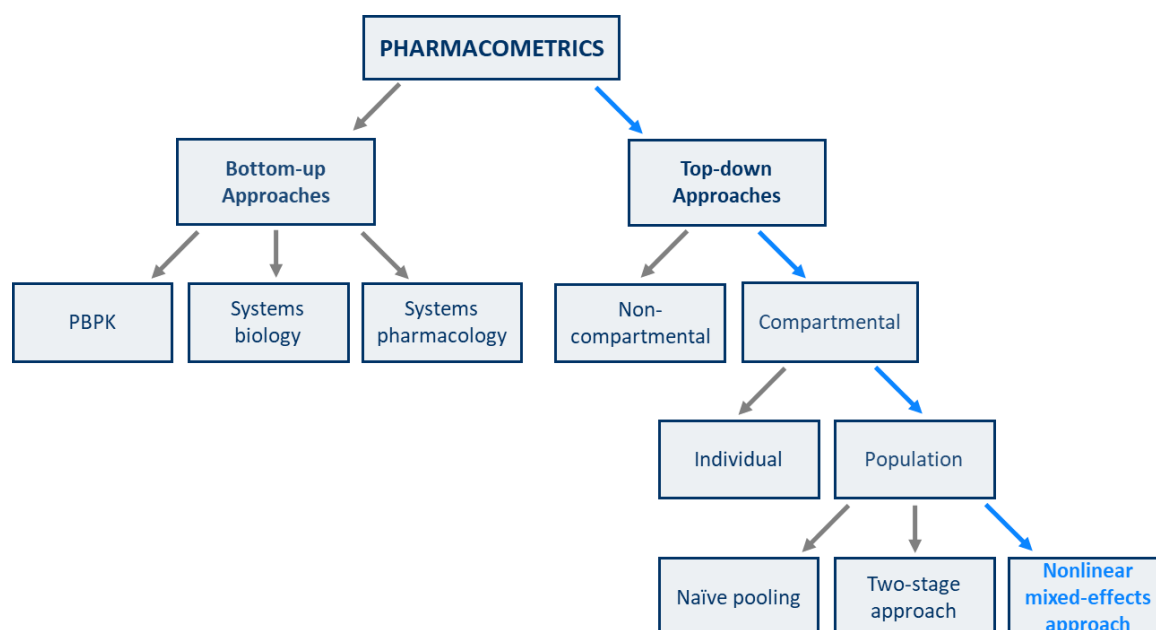 PHARMACOMETRICS
Bottom-up
Approaches
Top-down
Approaches
PBPK
Systems
biology
Systems
pharmacology
Non-
compartmental
Compartmental
Individual
Population
Naïve pooling
Two-stage
approach
Nonlinear
mixed-effects
approach